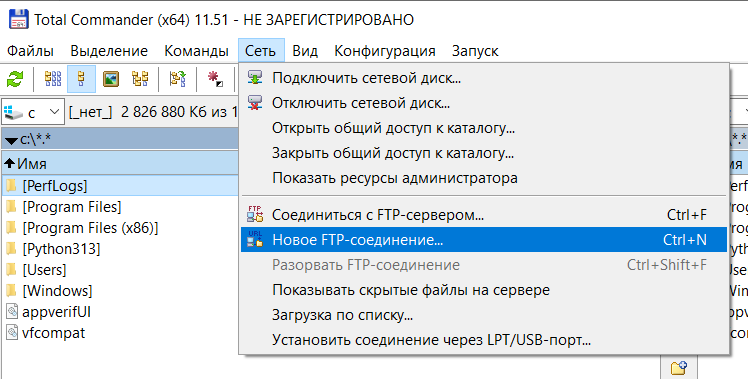 Total Commander (x64) 11.51 - НЕ ЗАРЕГИСТРИРОВАНО
Файлы Выделение Команды Сеть Вид Конфигурация Запуск
c [_нет_] 2 826 880 Кб из 1
c:\*.*
Имя
[PerfLogs]
[Program Files]
[Program Files (x86)]
[Python313]
[Users]
[Windows]
appverifUI
vfcompat
Подключить сетевой диск...
Отключить сетевой диск...
Открыть общий доступ к каталогу...
Закрыть общий доступ к каталогу...
Показать ресурсы администратора
FTP Соединиться с FTP-сервером... Ctrl+F
URL Новое FTP-соединение... Ctrl+N
Разорвать FTP-соединение Ctrl+Shift+F
Показывать скрытые файлы на сервере
Загрузка по списку...
Установить соединение через LPT/USB-порт...